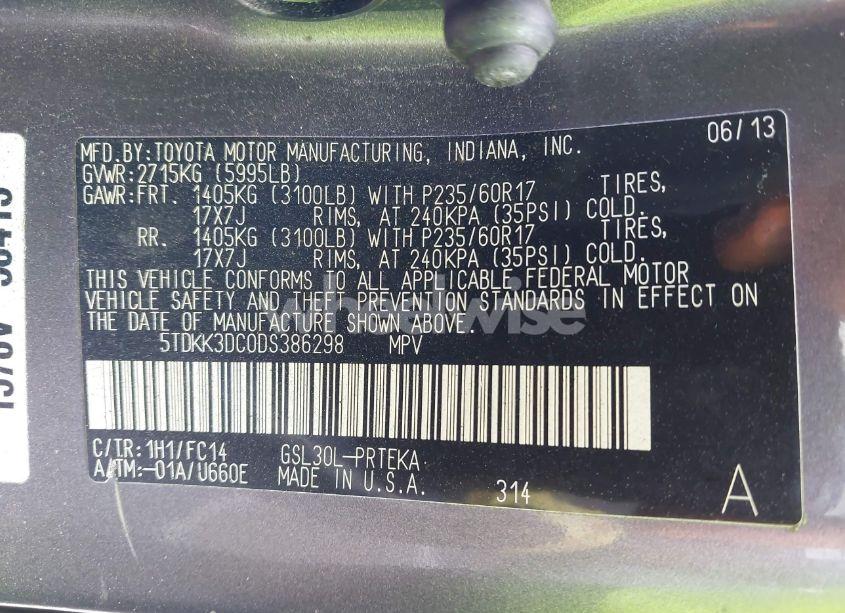 06/13
MFD.BY:TOYOTA MOTOR MANUFACTURING, INDIANA, INC.
GVWR:2715KG (5995LB)
GAWR:FRT. 1405KG (3100LB) WITH P235/60R17 TIRES,
17X7J RIMS, AT 240KPA (35PSI) COLD.
RR. 1405KG (3100LB) WITH P235/60R17 TIRES,
17X7J RIMS, AT 240KPA (35PSI) COLD.
THIS VEHICLE CONFORMS TO ALL APPLICABLE FEDERAL MOTOR
VEHICLE SAFETY AND THEFT PREVENTION STANDARDS IN EFFECT ON
THE DATE OF MANUFACTURE SHOWN ABOVE.
5TDKK3DC0DS386298 MPV
C/TR:1H1/FC14 GSL30L-PRTEKA
A/TM:-01A/U660E MADE IN U.S.A. 314 A
wheelwise